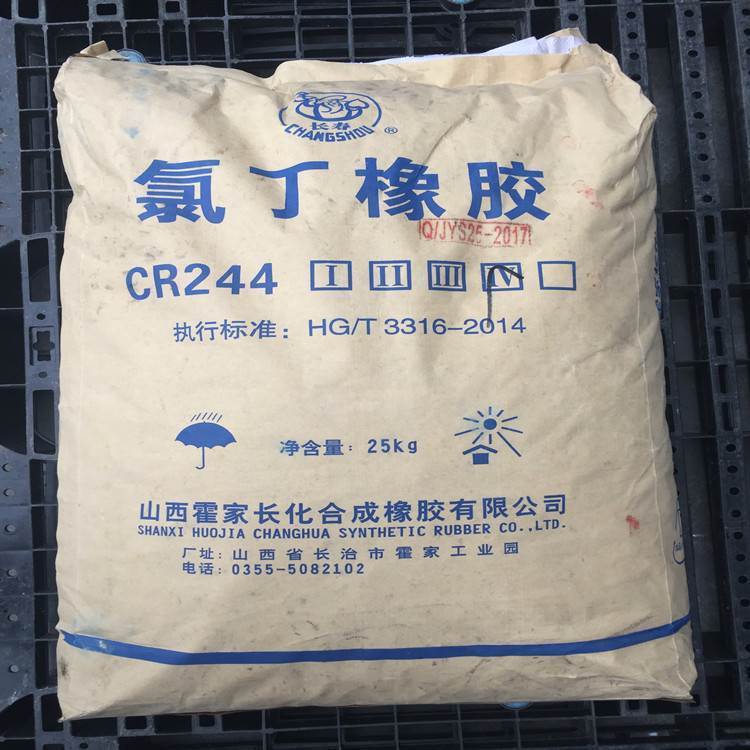 长寿
CHANGSHOU ®
氯丁橡胶
Q/JYS25-2017
CR244 I II III IV
执行标准: HG/T 3316-2014
净含量: 25kg
山西霍家长化合成橡胶有限公司
SHANXI HUOJIA CHANGHUA SYNTHETIC RUBBER CO.,LTD.
厂址: 山西省长治市霍家工业园
电话: 0355-5082102